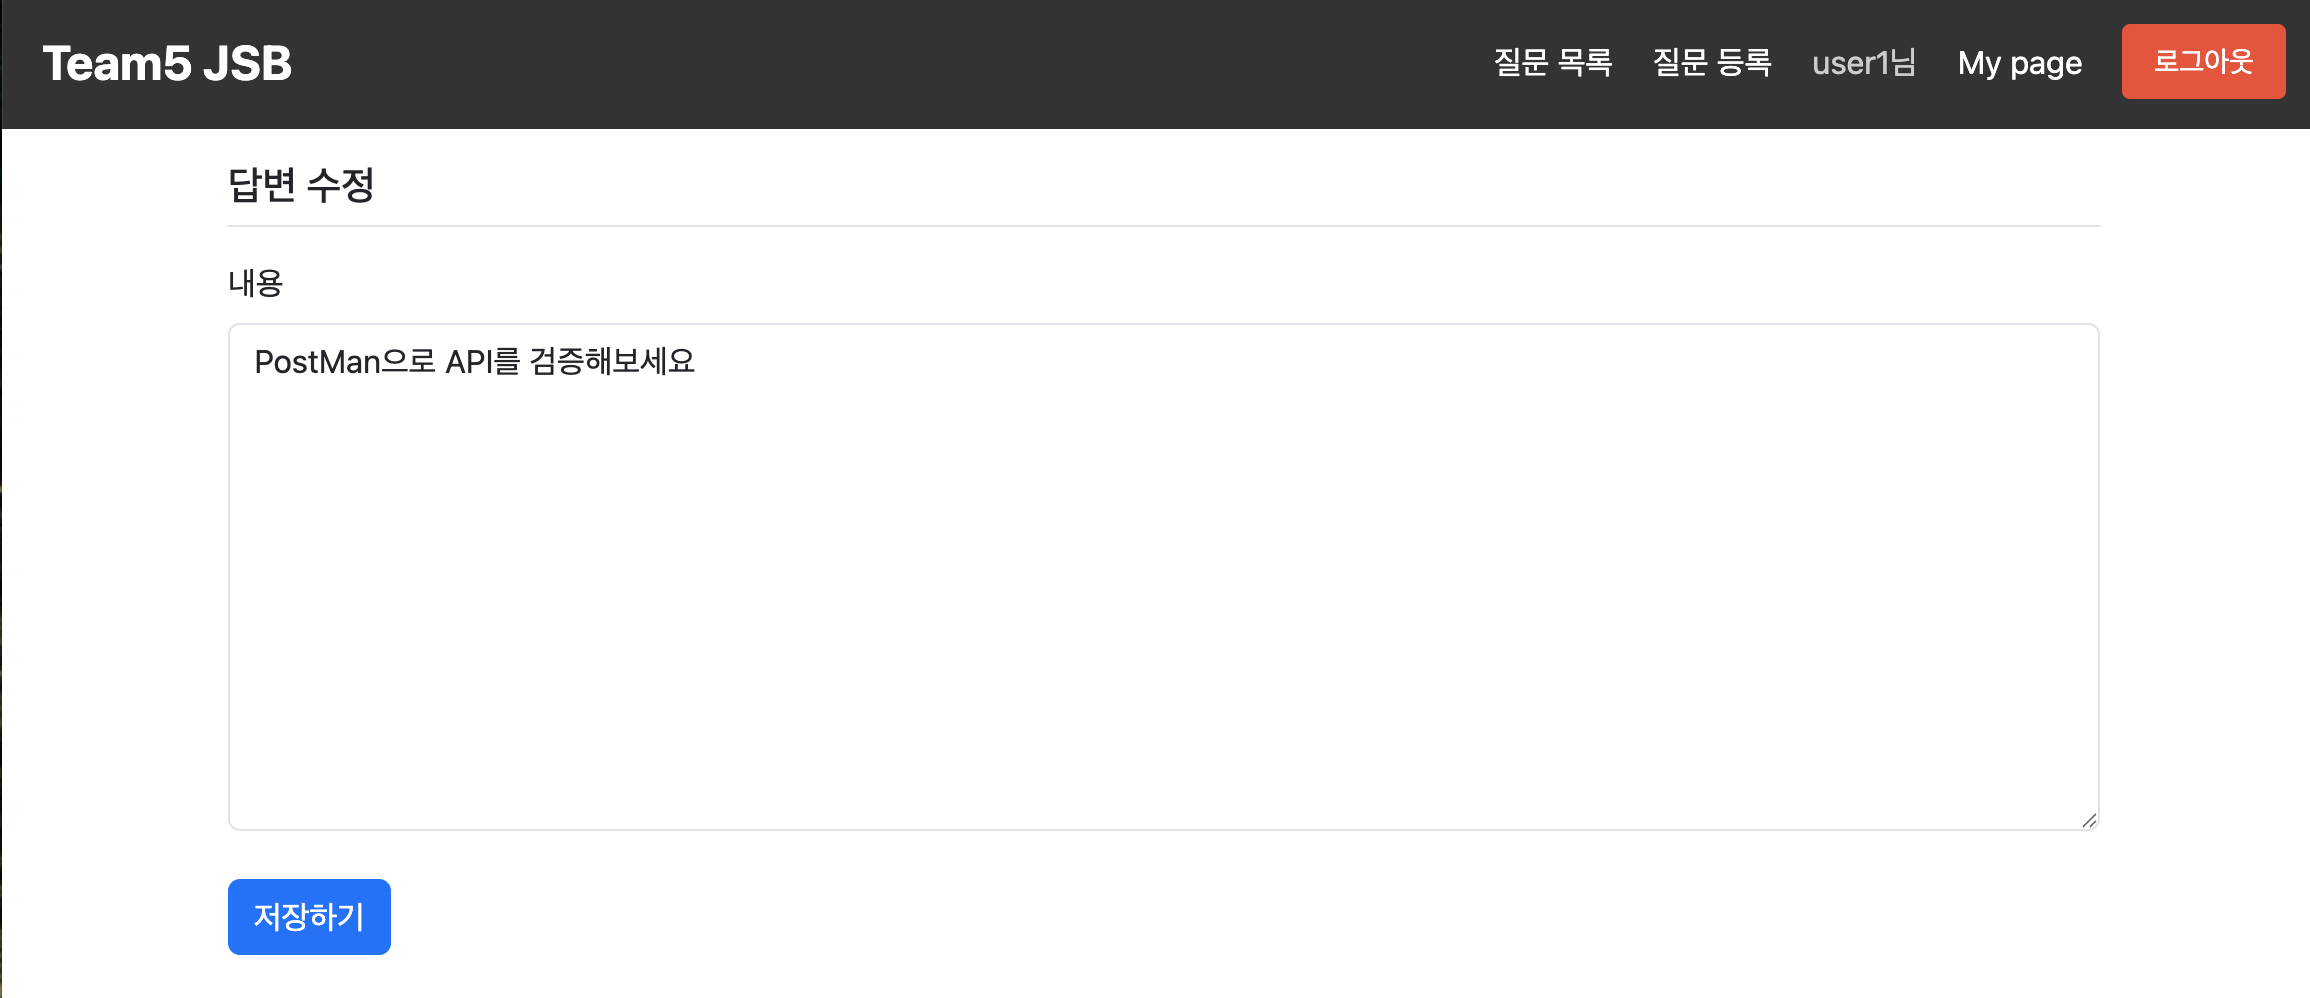 Team5 JSB 질문 목록 질문 등록 user1님 My page 로그아웃
답변 수정
내용
PostMan으로 API를 검증해보세요
저장하기